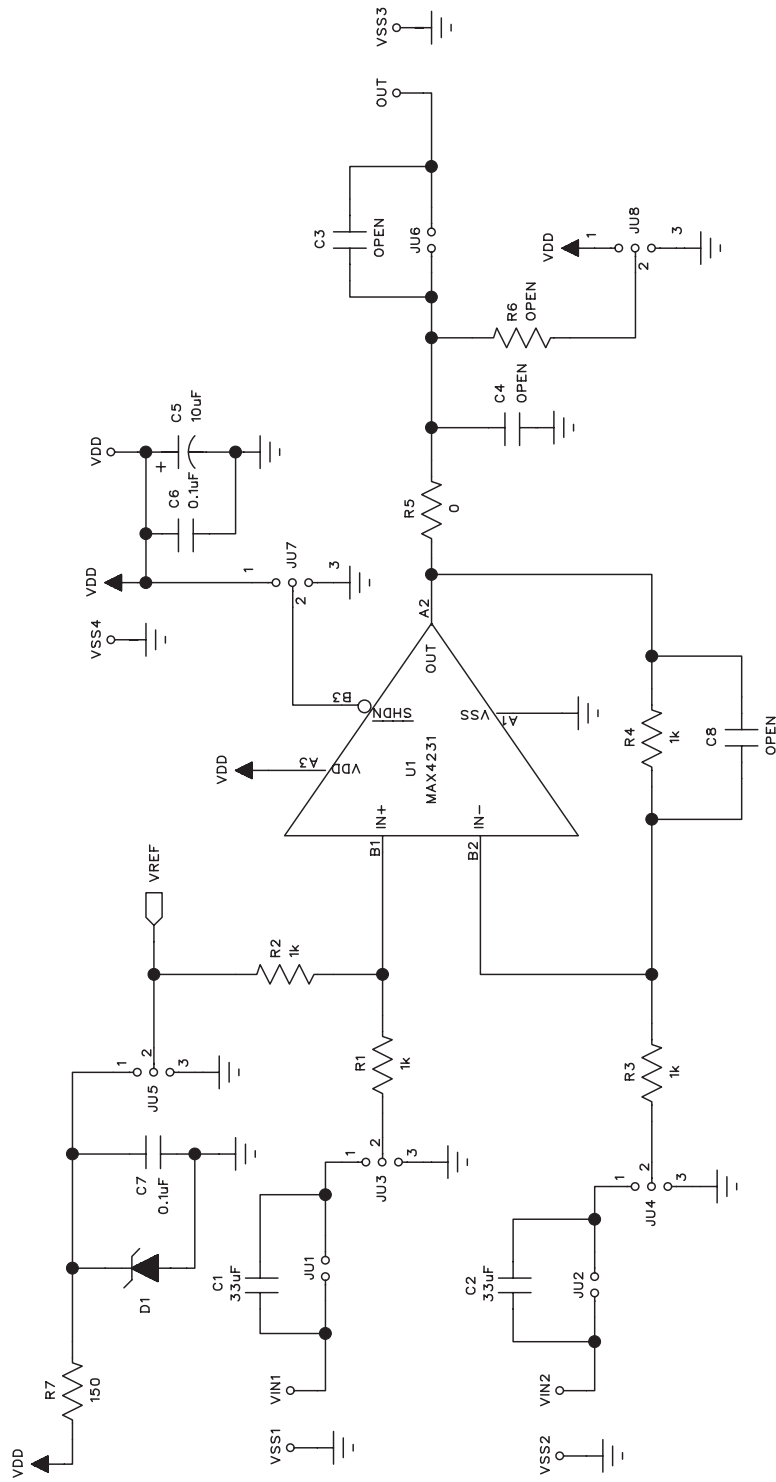 VDD
R7
150
D1
C7
0.1uF
JU5
1
2
3
VREF
VSS1
VIN1
C1
33uF
JU1
JU3
1
2
3
R1
1k
R2
1k
VSS2
VIN2
C2
33uF
JU2
JU4
1
2
3
R3
1k
B1
IN+
B2
IN-
U1
MAX4231
VDD
A3
VDD
B3
SHDN
VSS
A1
OUT
A2
R4
1k
C8
OPEN
VSS4
VDD
JU7
1
2
3
C6
0.1uF
VDD
+
C5
10uF
R5
0
C4
OPEN
R6
OPEN
VDD
JU8
1
2
3
C3
OPEN
JU6
OUT
VSS3